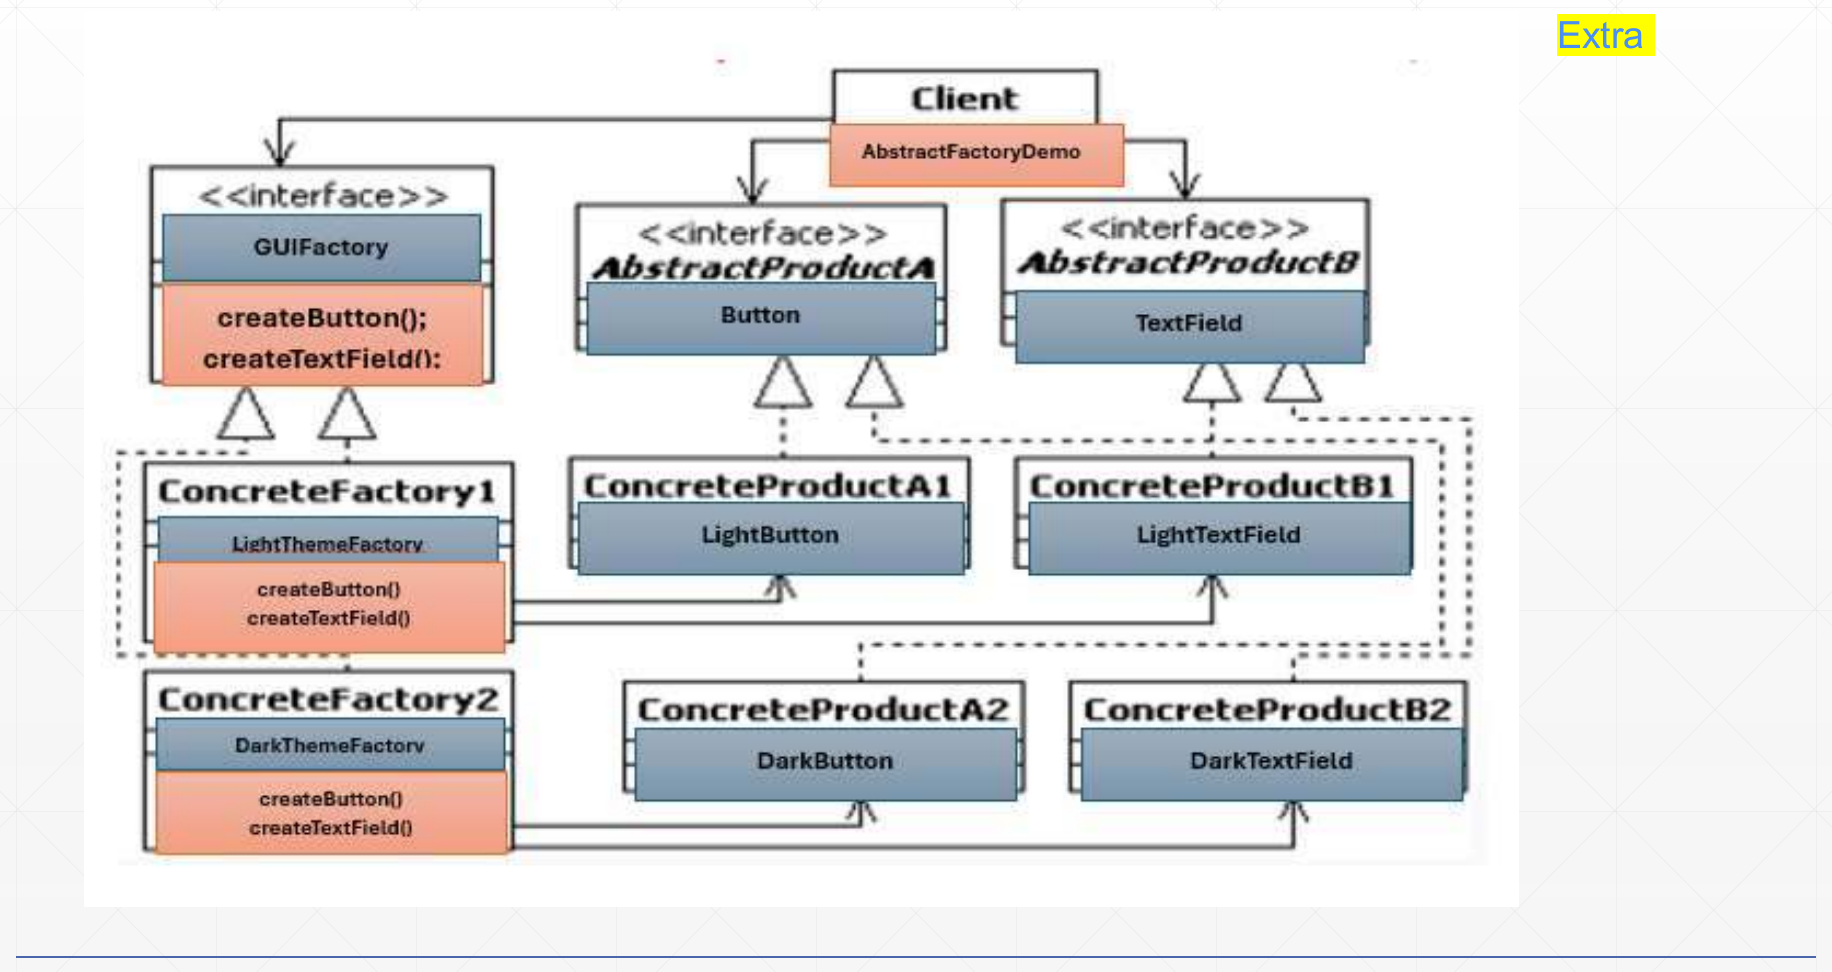 Extra
Client
AbstractFactoryDemo
<<interface>>
GUIFactory
createButton();
createTextField():
<<interface>>
AbstractProductA
Button
<<interface>>
AbstractProductB
TextField
ConcreteFactory1
LightThemeFactory
createButton()
createTextField()
ConcreteProductA1
LightButton
ConcreteProductB1
LightTextField
ConcreteFactory2
DarkThemeFactory
createButton()
createTextField()
ConcreteProductA2
DarkButton
ConcreteProductB2
DarkTextField